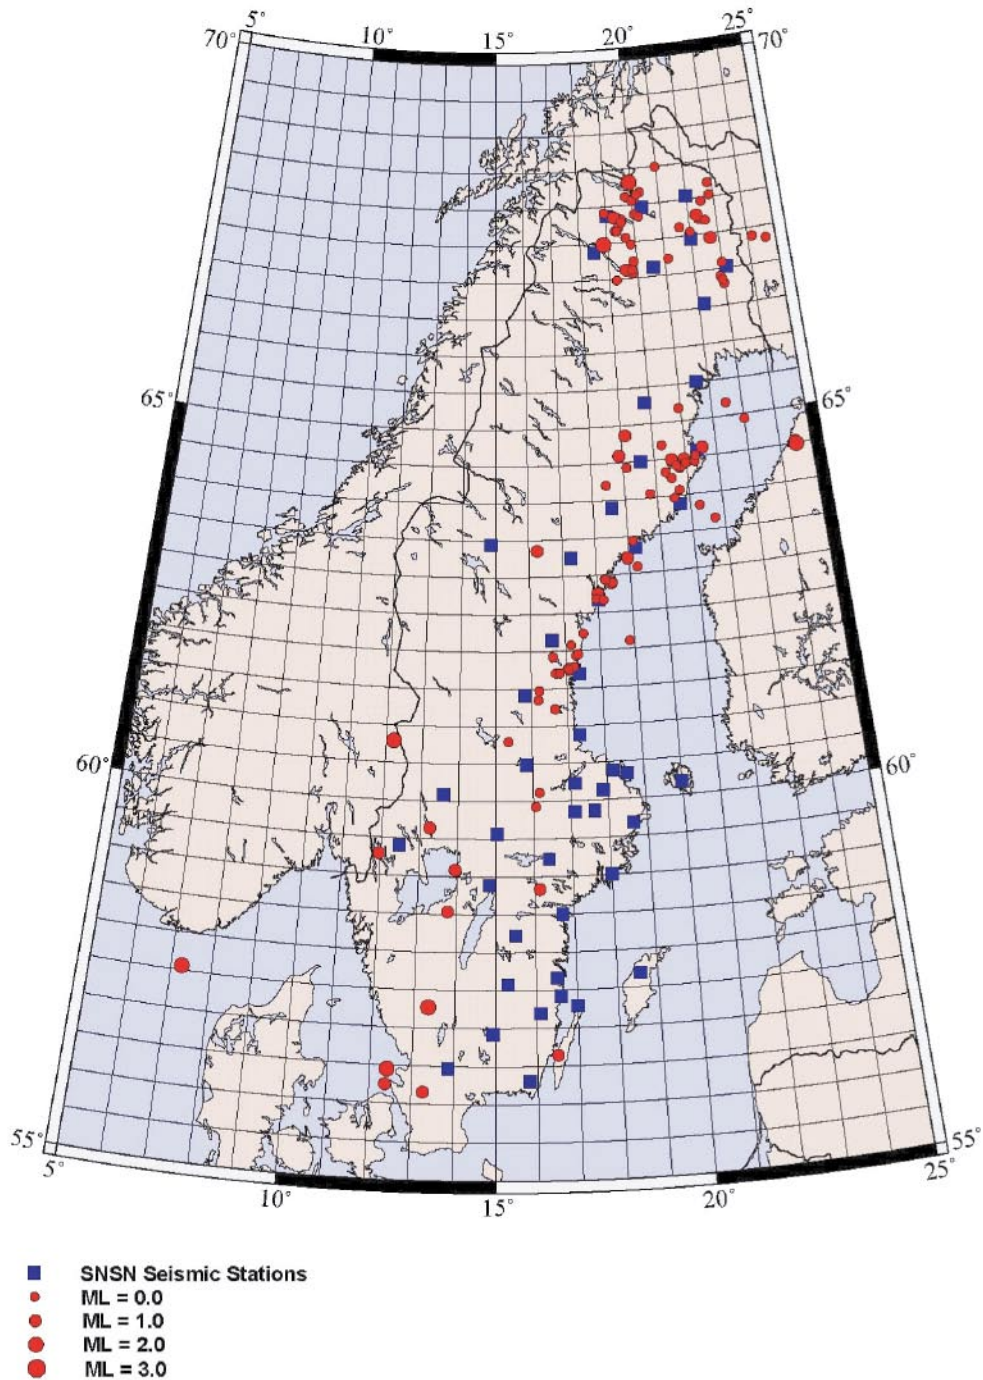 5° 10° 15° 20° 25°
70° 70°
65° 65°
60° 60°
55° 55°
5° 10° 15° 20° 25°
SNSN Seismic Stations
ML = 0.0
ML = 1.0
ML = 2.0
ML = 3.0